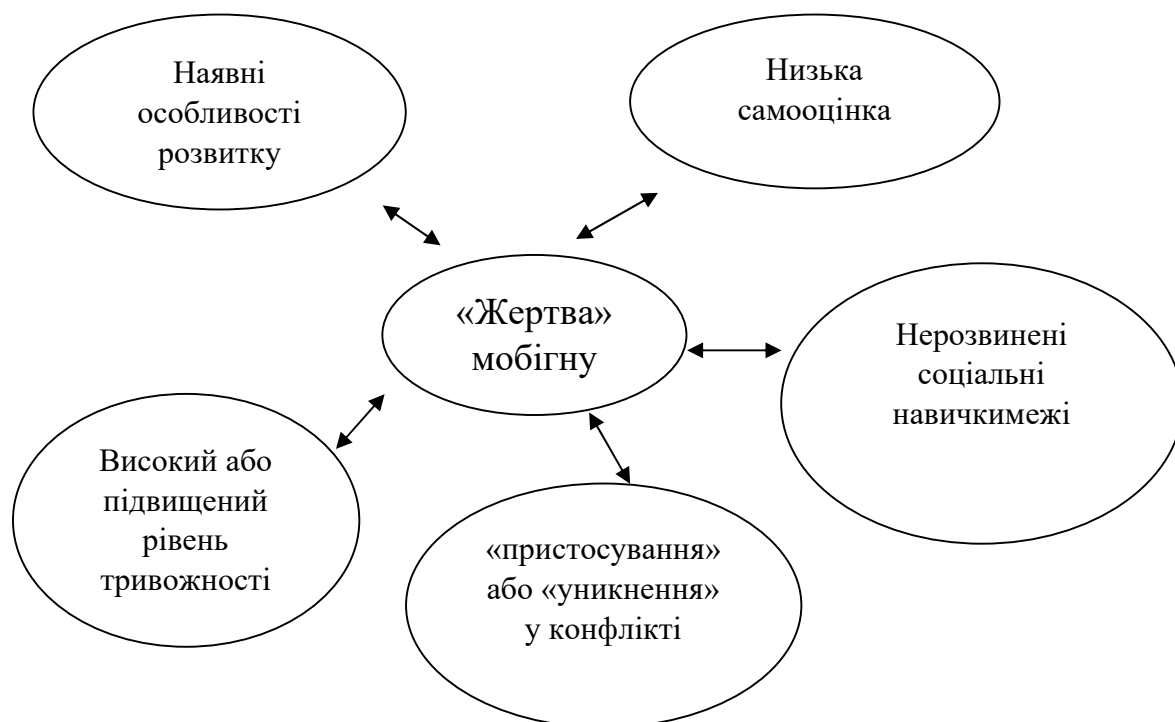 Наявні
особливості
розвитку
Низька
самооцінка
«Жертва»
мобігну
Нерозвинені
соціальні
навичкимежі
Високий або
підвищений
рівень
тривожності
«пристосування»
або «уникнення»
у конфлікті